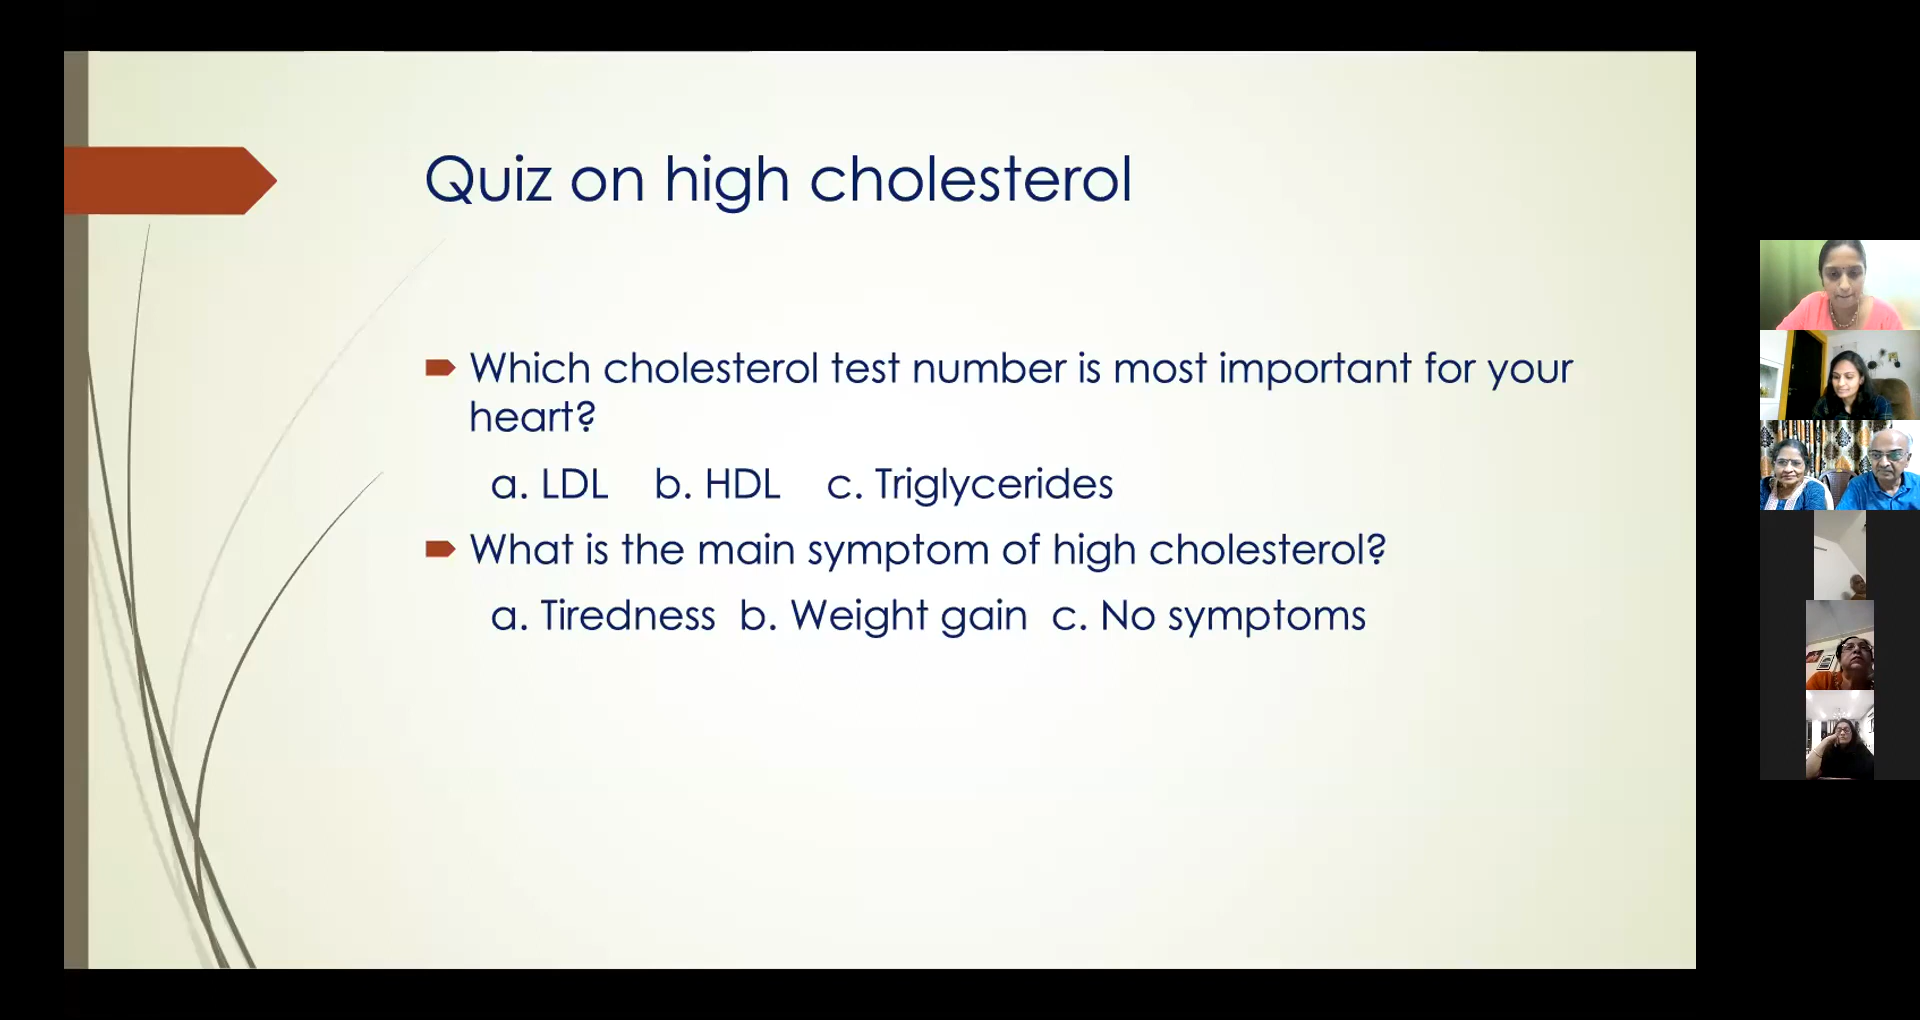 Quiz on high cholesterol
Which cholesterol test number is most important for your
heart?
a. LDL b. HDL c. Triglycerides
What is the main symptom of high cholesterol?
a. Tiredness b. Weight gain c. No symptoms